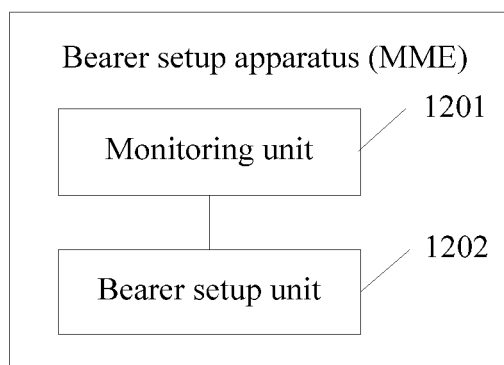 Bearer setup apparatus (MME)
1201
Monitoring unit
1202
Bearer setup unit